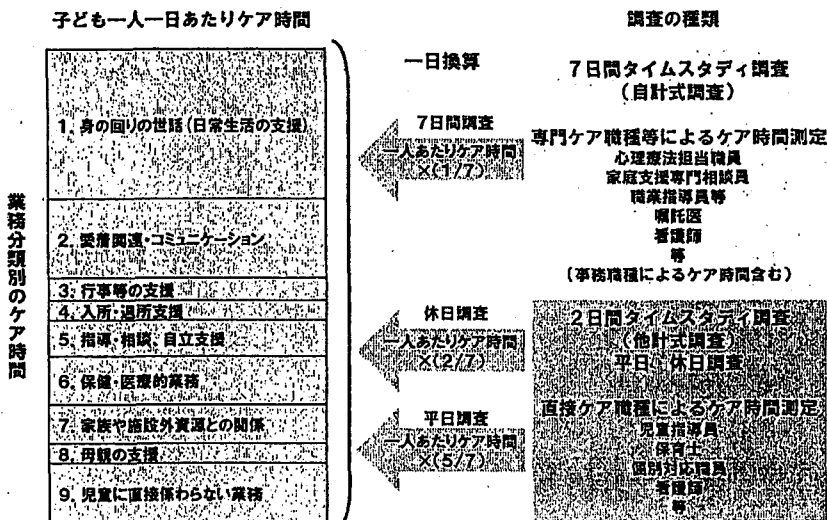 子ども一人一日あたりケア時間
調査の種類
業務分類別のケア時間
1. 身の回りの世話（日常生活の支援）
2. 愛着関連・コミュニケーション
3. 行事等の支援
4. 入所・退所支援
5. 指導・相談、自立支援
6. 保健・医療的業務
7. 家族や施設外資源との関係
8. 母親の支援
9. 児童に直接係わらない業務
一日換算
7日間調査
一人あたりケア時間
×(1/7)
休日調査
一人あたりケア時間
×(2/7)
平日調査
一人あたりケア時間
×(5/7)
7日間タイムスタディ調査
（自計式調査）
専門ケア職種等によるケア時間測定
心理療法担当職員
家庭支援専門相談員
職業指導員等
嘱託医
看護師
等
（事務職種によるケア時間含む）
2日間タイムスタディ調査
（他計式調査）
平日・休日調査
直接ケア職種によるケア時間測定
児童指導員
保育士
個別対応職員
看護師
等